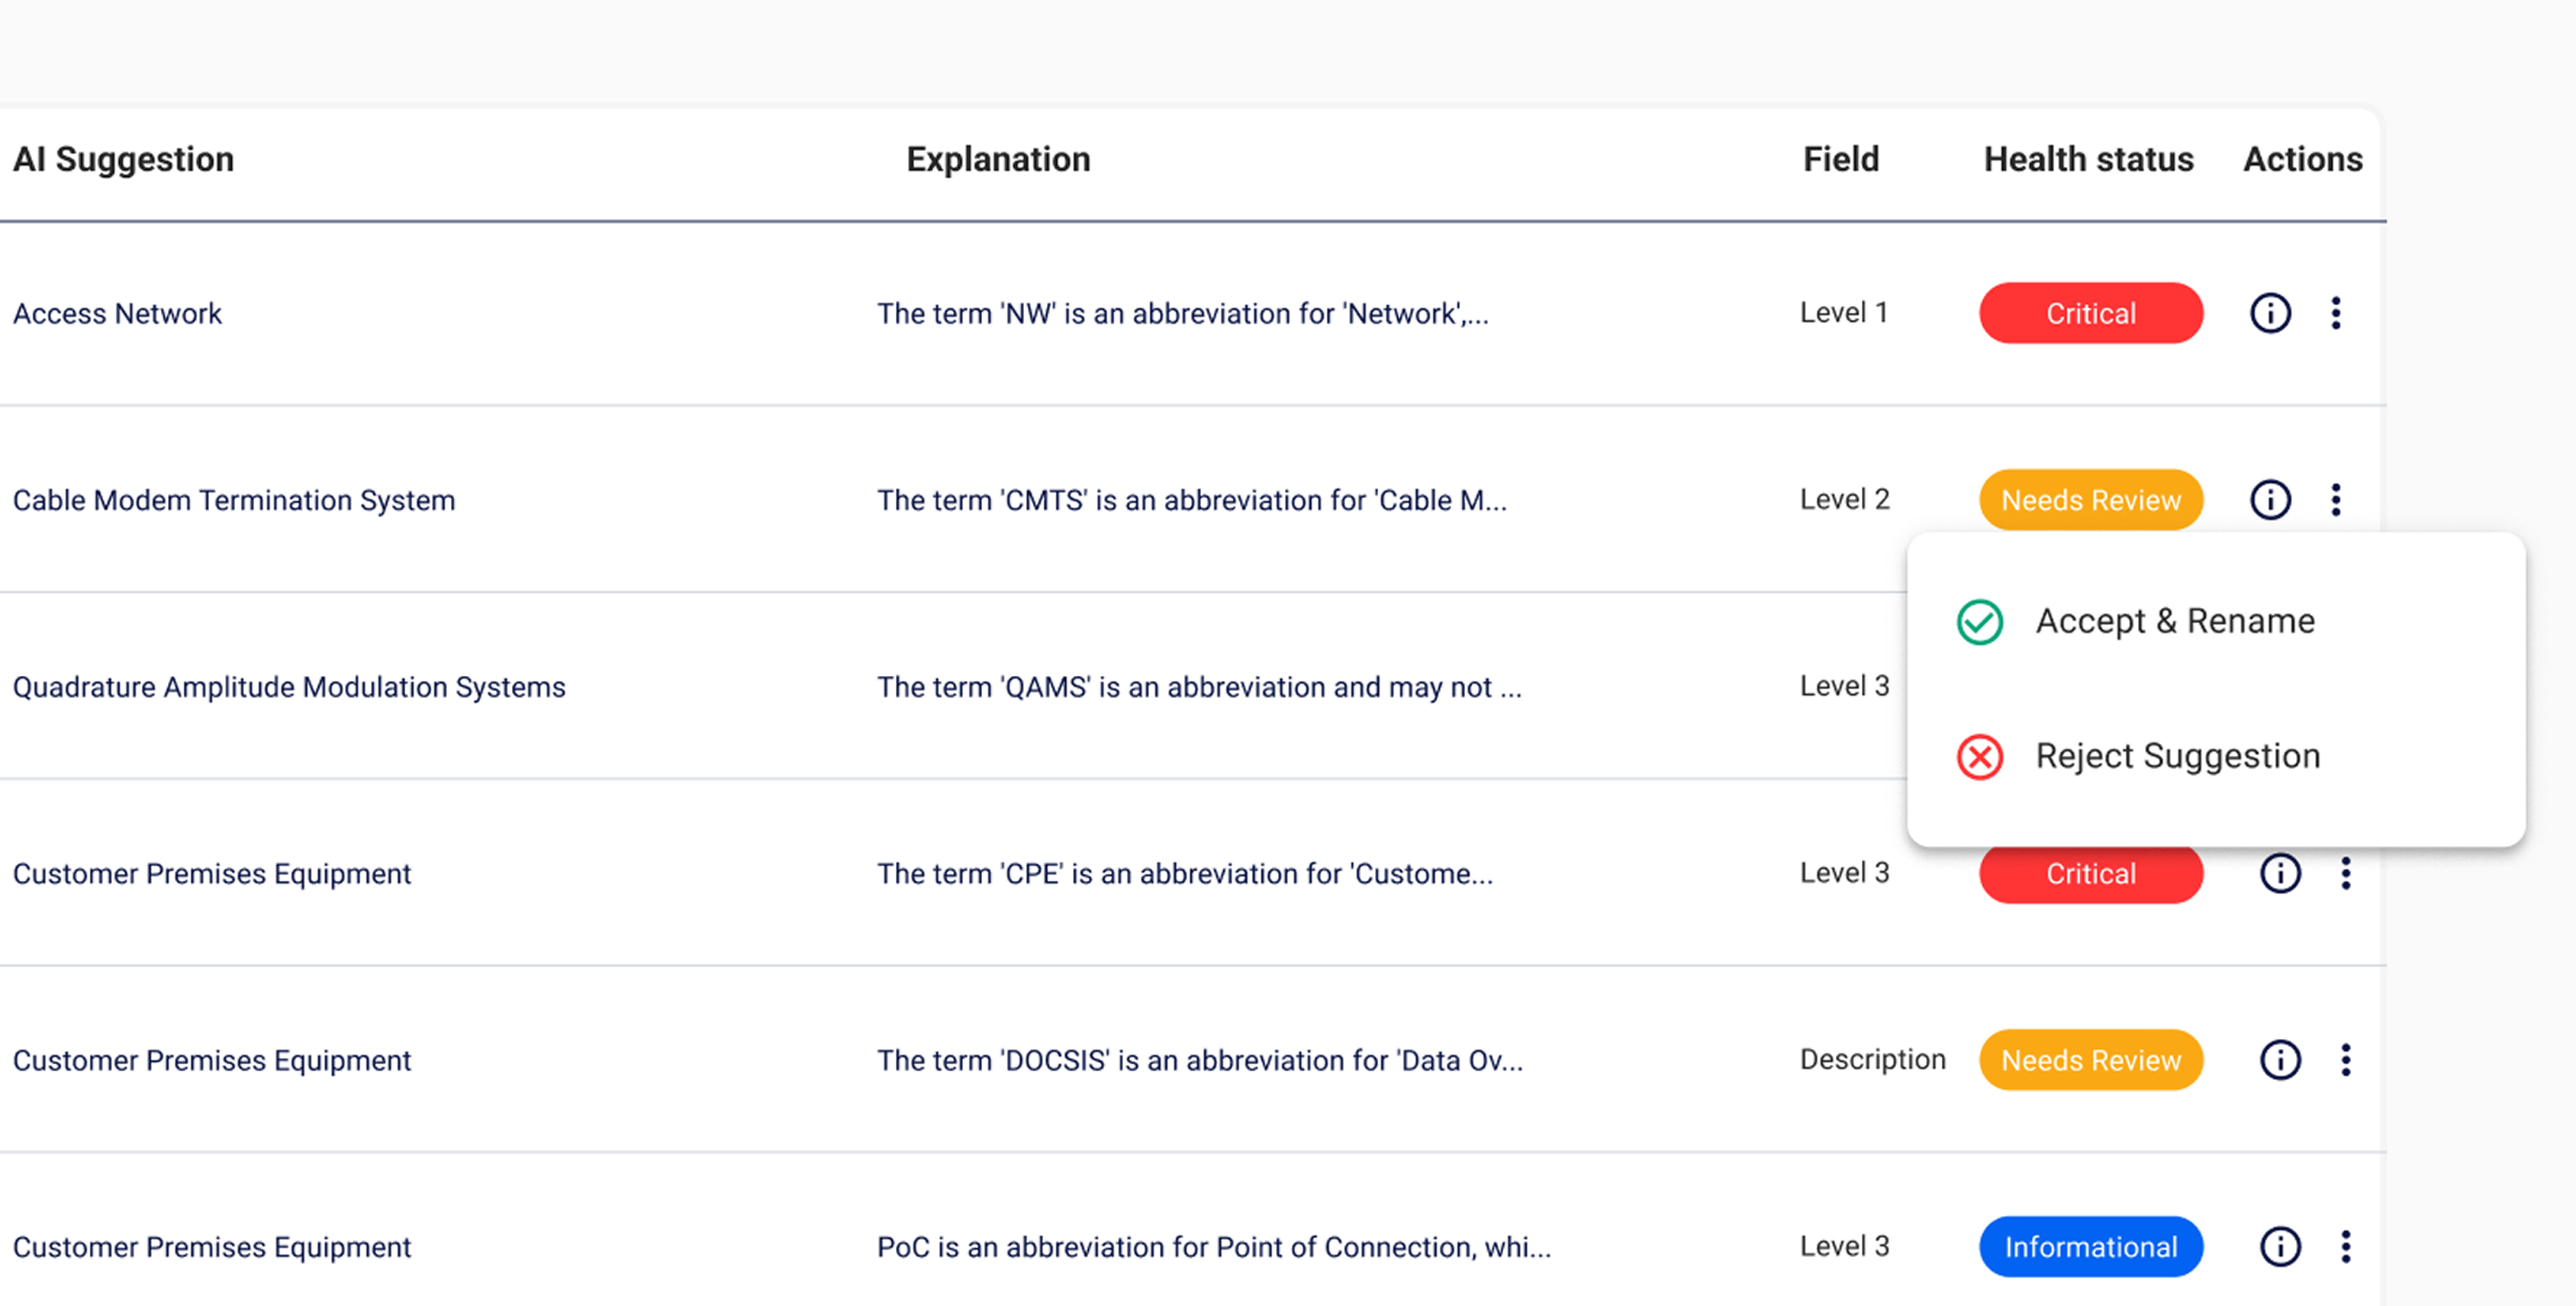 AI Suggestion Explanation Field Health status Actions
Access Network The term 'NW' is an abbreviation for 'Network',... Level 1 Critical
Cable Modem Termination System The term 'CMTS' is an abbreviation for 'Cable M... Level 2 Needs Review
Accept & Rename
Quadrature Amplitude Modulation Systems The term 'QAMS' is an abbreviation and may not ... Level 3
Reject Suggestion
Customer Premises Equipment The term 'CPE' is an abbreviation for 'Custome... Level 3 Critical
Customer Premises Equipment The term 'DOCSIS' is an abbreviation for 'Data Ov... Description Needs Review
Customer Premises Equipment PoC is an abbreviation for Point of Connection, whi... Level 3 Informational